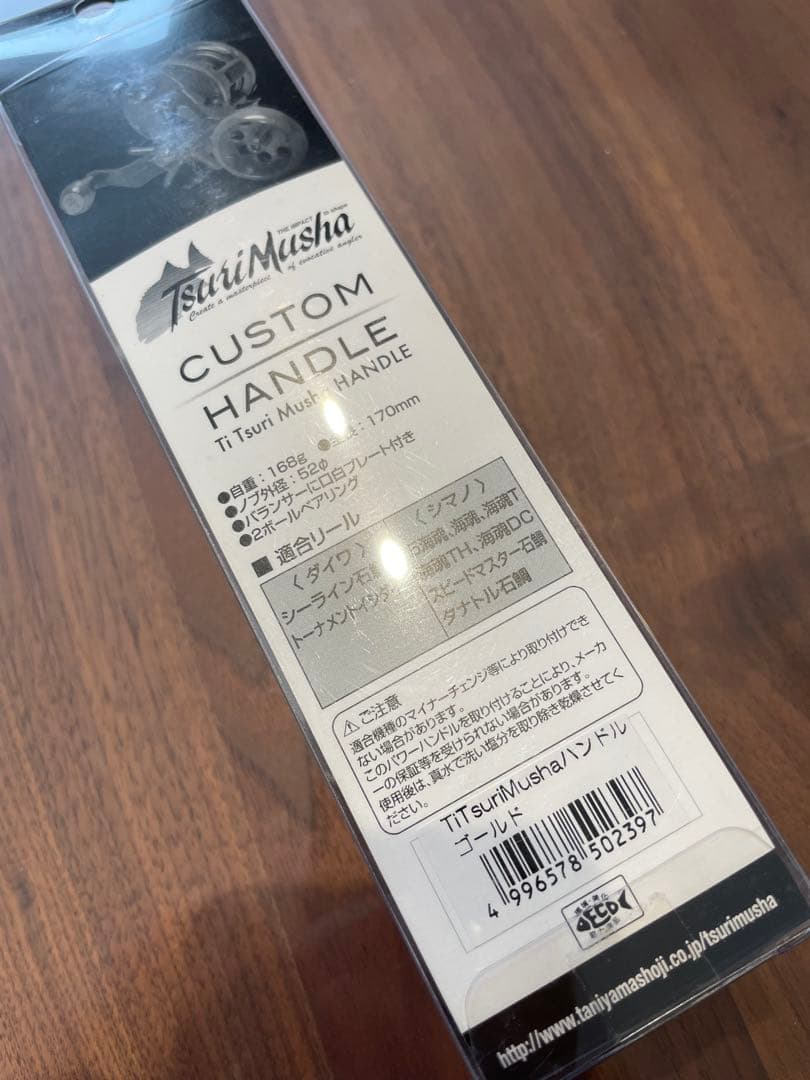 THE IMPACT
TsuriMusha
Create a masterpiece of evocative angler
CUSTOM
HANDLE
Ti Tsuri Musha HANDLE
●自重：168g ●：170mm
●ノブ外径：52φ
●バランサーに口白プレート付き
●2ボールベアリング
■適合リール
〈ダイワ〉
シーライン石
トーナメントイシダイ
〈シマノ〉
海魂、海魂、海魂T
海魂TH、海魂DC
スピードマスター石鯛
タナトル石鯛
⚠ご注意
適合機種のマイナーチェンジ等により取り付けでき
ない場合があります。
このパワーハンドルを取り付けることにより、メーカ
ーの保証等を受けられない場合があります。
使用後は、真水で洗い塩分を取り除き乾燥させてく
ださい。
TiTsuriMushaハンドル
ゴールド
4 996578 502397
ECO
http://www.taniyamashoji.co.jp/tsurimusha